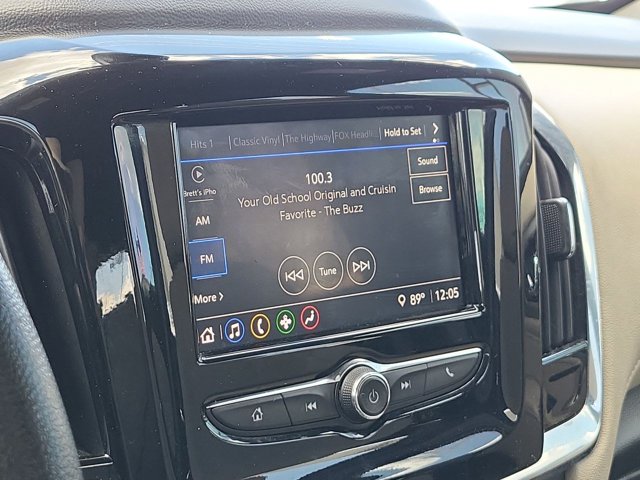 Hits 1 Classic Vinyl The Highway FOX Headli Hold to Set
Brett's iPho
100.3
Your Old School Original and Cruisin
Favorite - The Buzz
Sound
Browse
AM
FM
Tune
More
89° 12:05